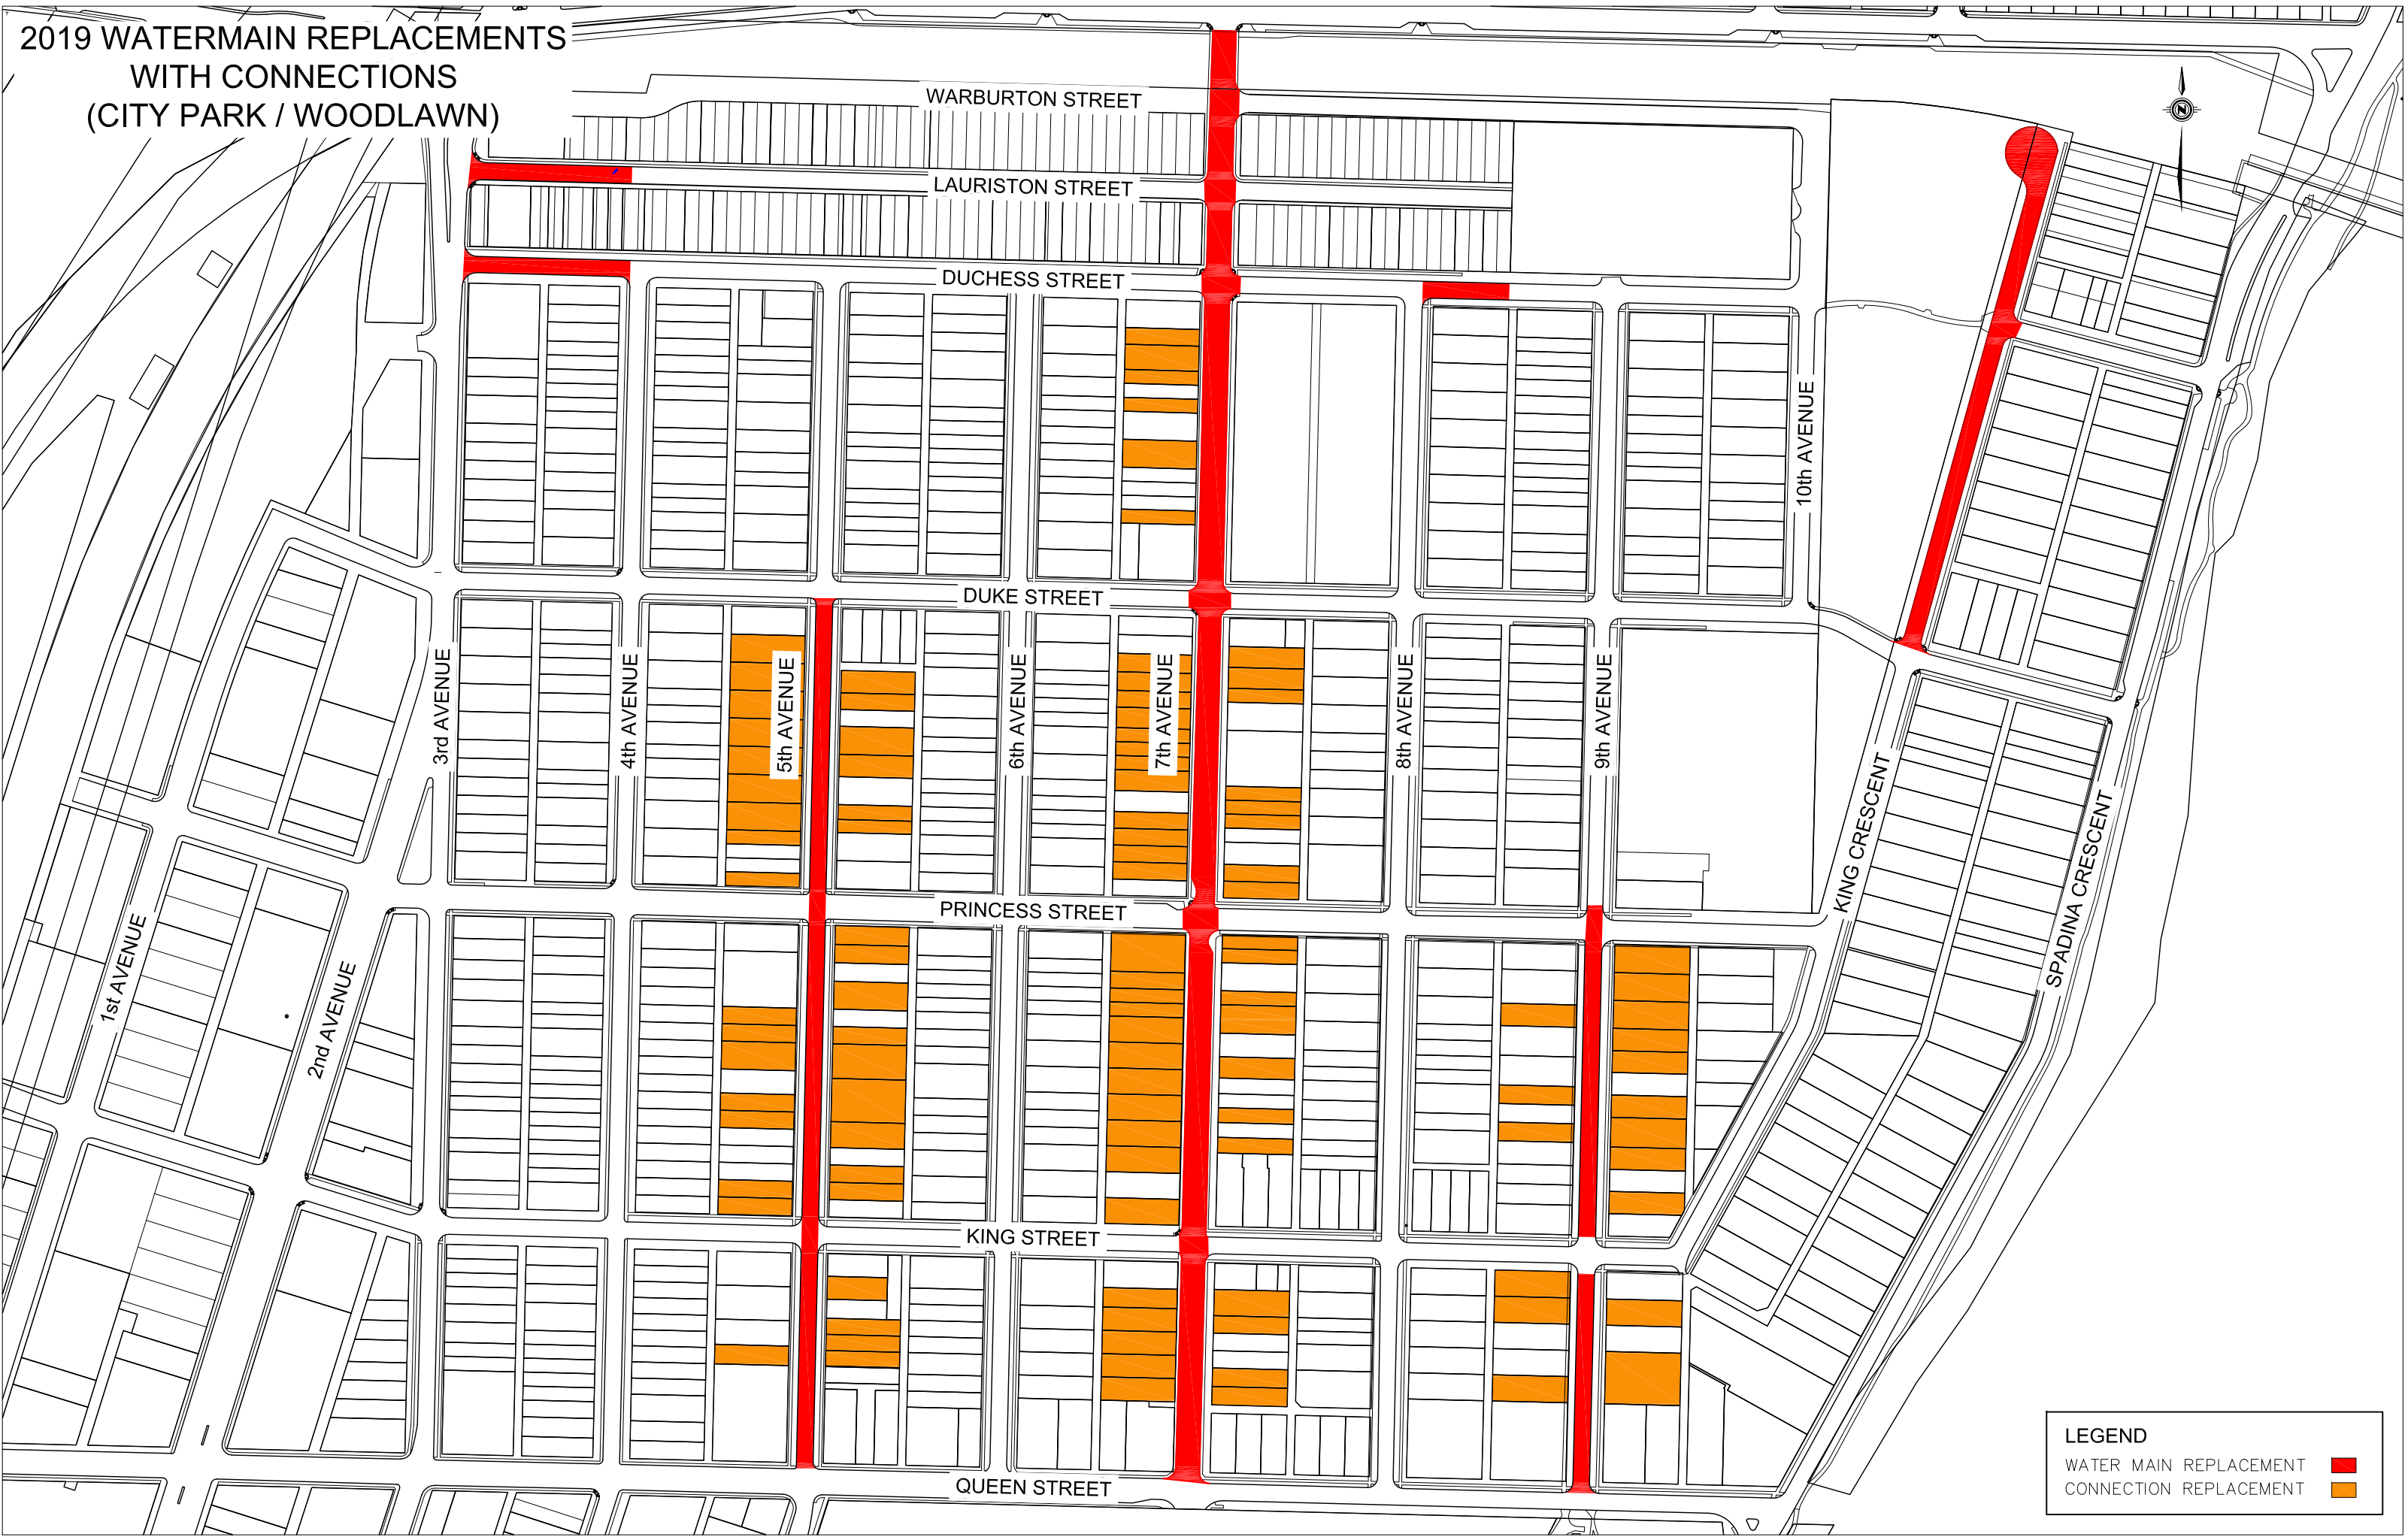 2019 WATERMAIN REPLACEMENTS
WITH CONNECTIONS
(CITY PARK / WOODLAWN)
WARBURTON STREET
N
LAURISTON STREET
DUCHESS STREET
10th AVENUE
DUKE STREET
3rd AVENUE
4th AVENUE
5th AVENUE
6th AVENUE
7th AVENUE
8th AVENUE
9th AVENUE
KING CRESCENT
SPADINA CRESCENT
PRINCESS STREET
1st AVENUE
2nd AVENUE
KING STREET
QUEEN STREET
LEGEND
WATER MAIN REPLACEMENT
CONNECTION REPLACEMENT